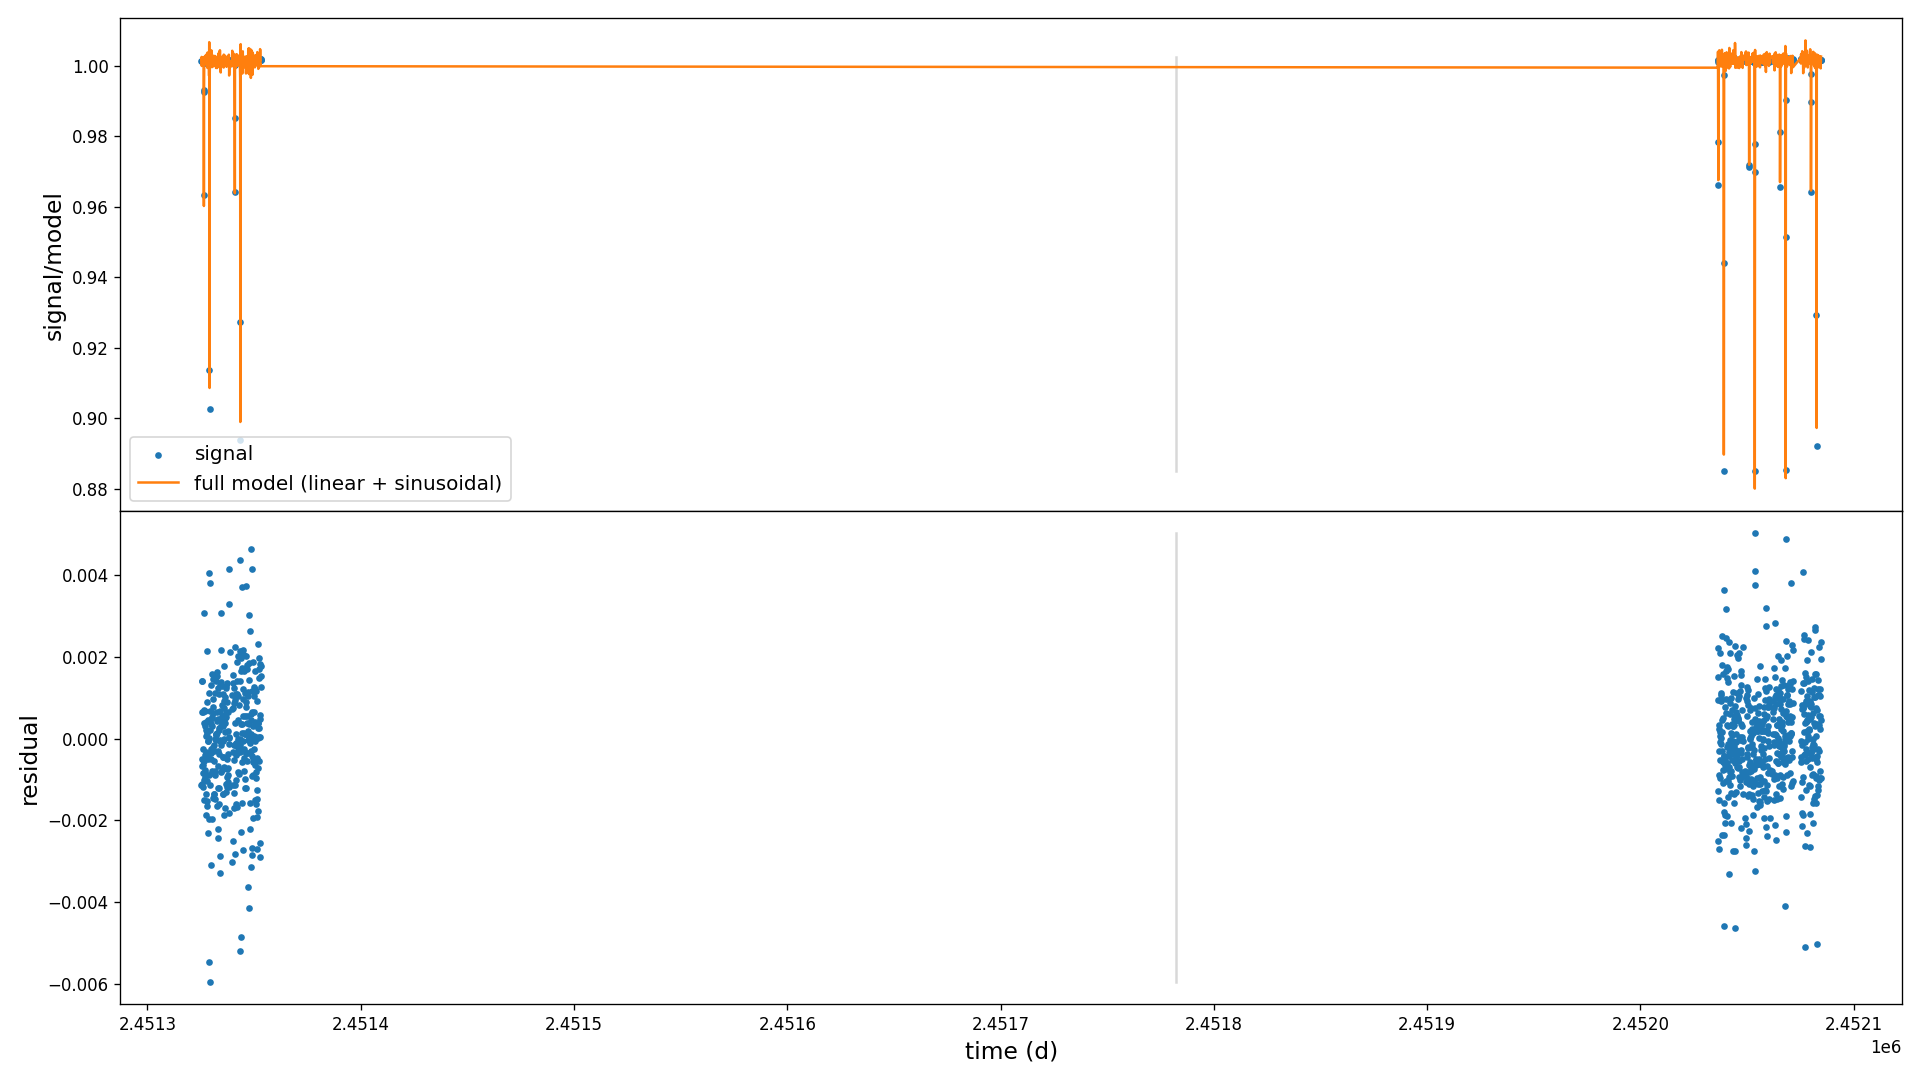 1.00
0.98
0.96
0.94
0.92
0.90
0.88
signal/model
signal
full model (linear + sinusoidal)
0.004
0.002
0.000
−0.002
−0.004
−0.006
residual
2.4513 2.4514 2.4515 2.4516 2.4517 2.4518 2.4519 2.4520 2.4521
1e6
time (d)